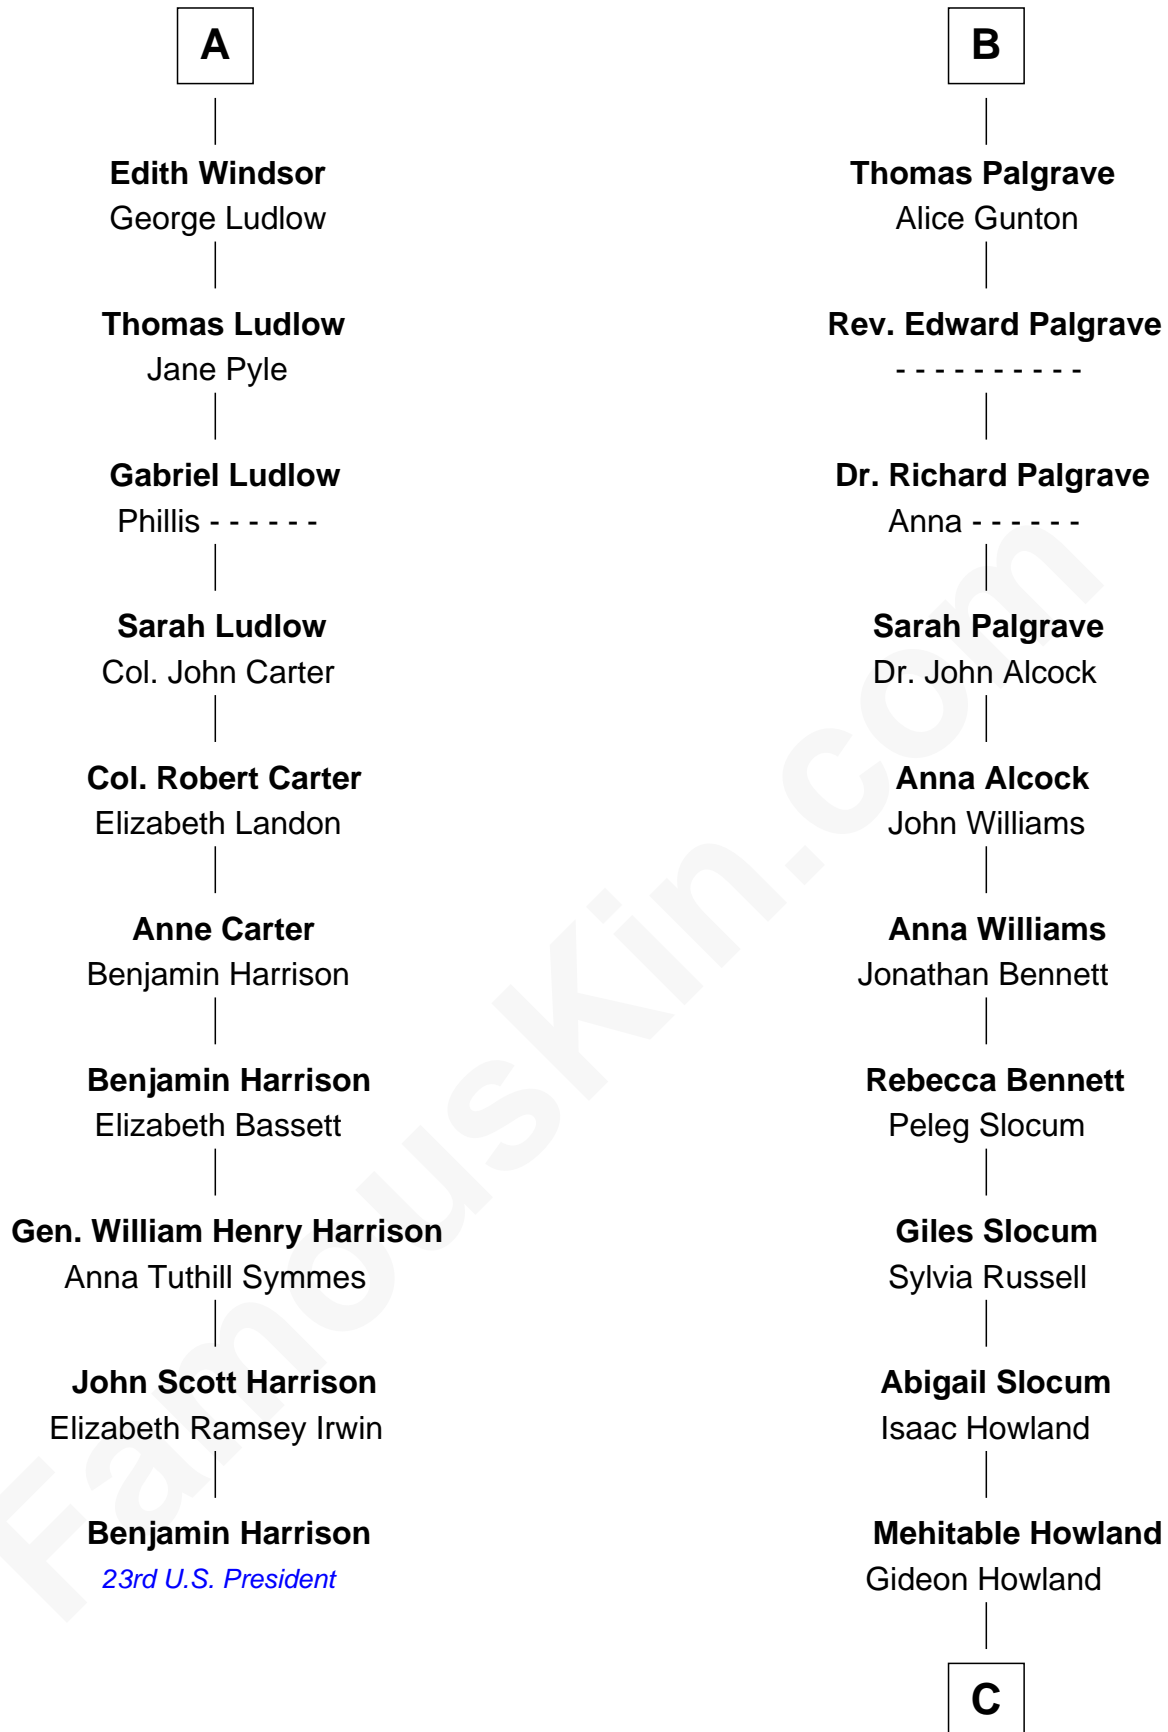 A
Edith Windsor
George Ludlow
Thomas Ludlow
Jane Pyle
Gabriel Ludlow
Phillis - - - - - -
Sarah Ludlow
Col. John Carter
Col. Robert Carter
Elizabeth Landon
Anne Carter
Benjamin Harrison
Benjamin Harrison
Elizabeth Bassett
Gen. William Henry Harrison
Anna Tuthill Symmes
John Scott Harrison
Elizabeth Ramsey Irwin
Benjamin Harrison
23rd U.S. President
B
Thomas Palgrave
Alice Gunton
Rev. Edward Palgrave
- - - - - - - - - -
Dr. Richard Palgrave
Anna - - - - - -
Sarah Palgrave
Dr. John Alcock
Anna Alcock
John Williams
Anna Williams
Jonathan Bennett
Rebecca Bennett
Peleg Slocum
Giles Slocum
Sylvia Russell
Abigail Slocum
Isaac Howland
Mehitable Howland
Gideon Howland
C
FamousKin.com